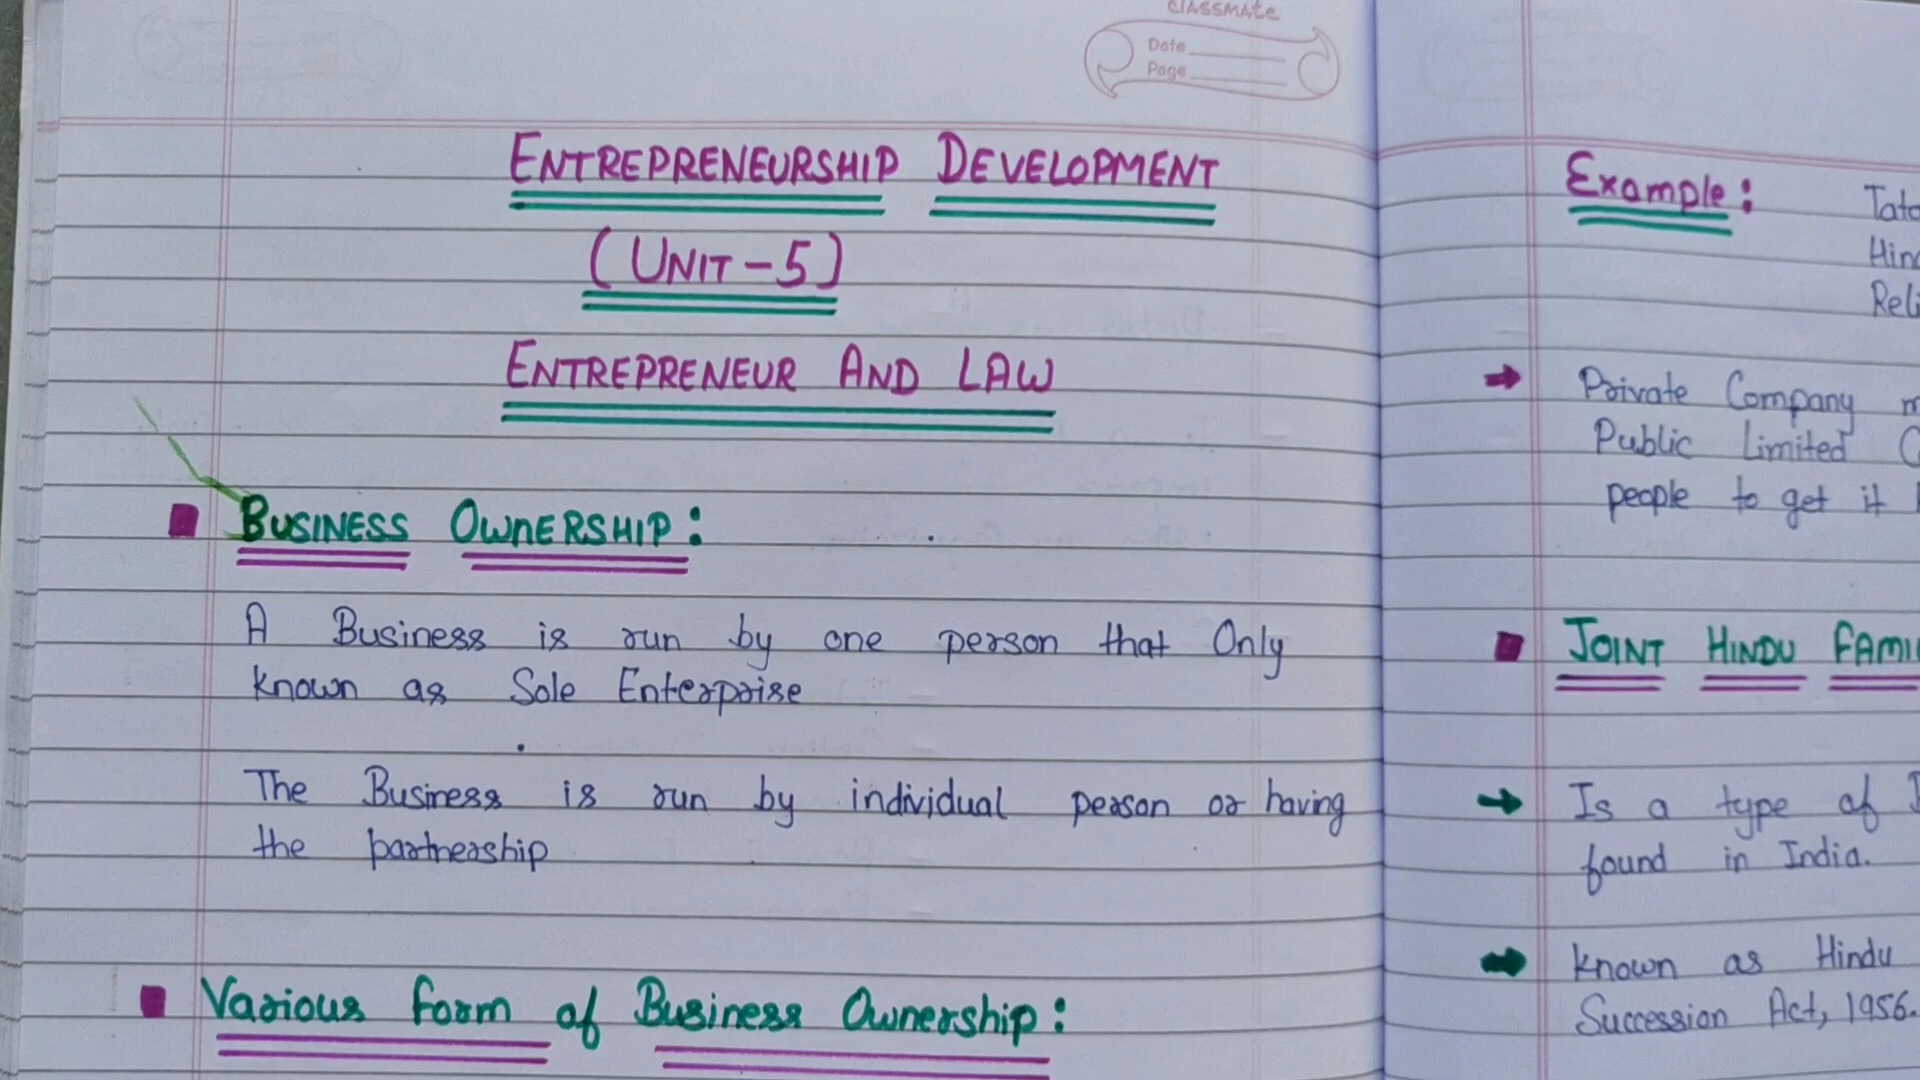 classmate
Date
Page
ENTREPRENEURSHIP DEVELOPMENT
(UNIT-5)
ENTREPRENEUR AND LAW
BUSINESS OWNERSHIP:
A Business is run by one person that Only
known as Sole Enterprise
The Business is run by individual person or having
the partnership
Various form of Business Ownership:
Example:
Private Company
Public Limited
people to get it
JOINT HINDU
Is a type of
found in India.
known as Hindu
Succession Act, 1956.